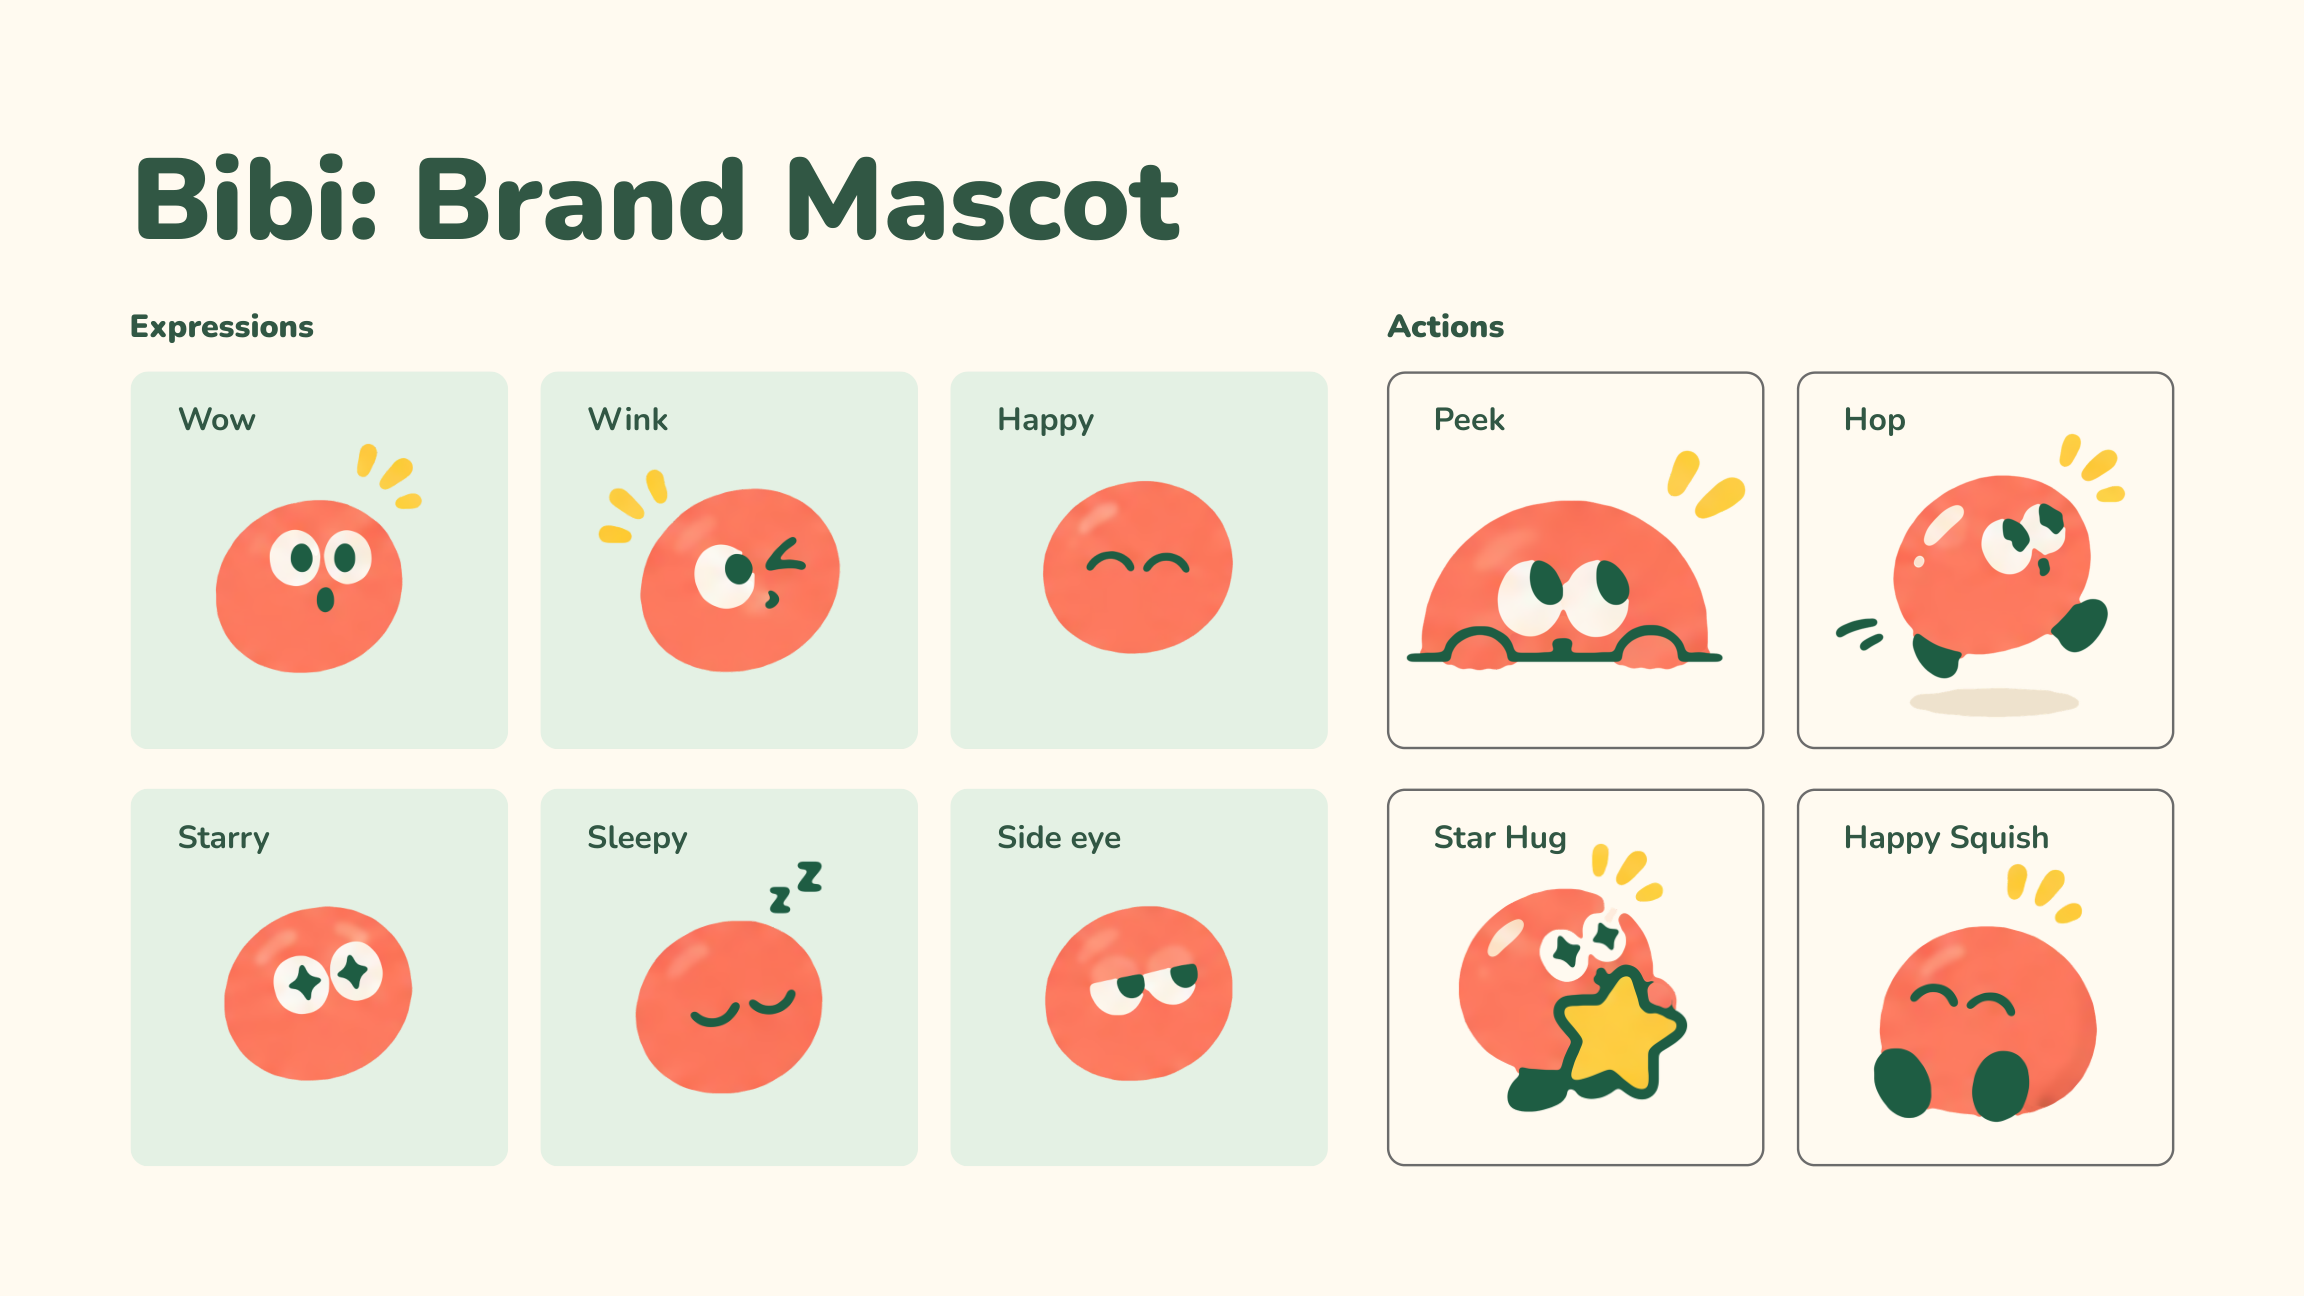 Bibi: Brand Mascot
Expressions
Wow
Wink
Happy
Starry
Sleepy
z z
Side eye
Actions
Peek
Hop
Star Hug
Happy Squish